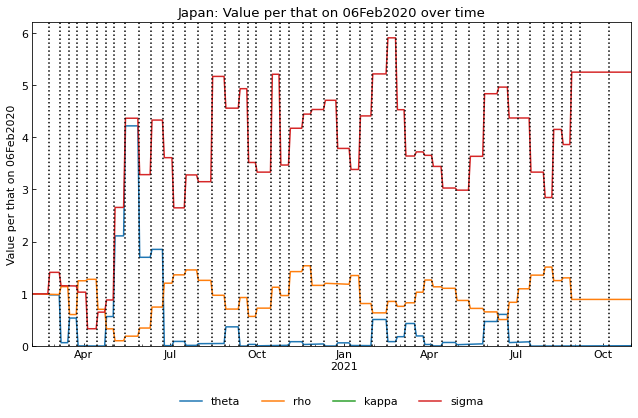 Japan: Value per that on 06Feb2020 over time
Value per that on 06Feb2020
6
5
4
3
2
1
0
Apr Jul Oct Jan Apr Jul Oct
2021
theta rho kappa sigma